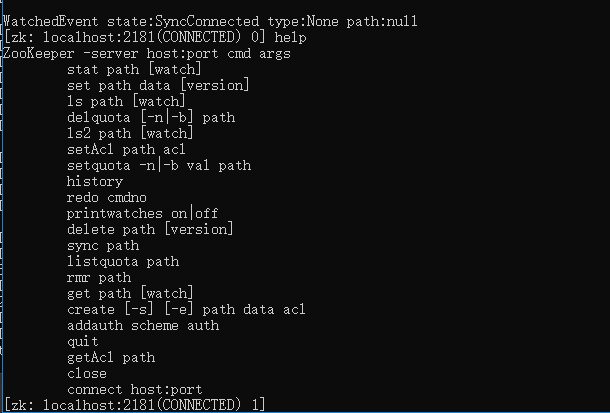 WatchedEvent state:SyncConnected type:None path:null
[zk: localhost:2181(CONNECTED) 0] help
ZooKeeper -server host:port cmd args
stat path [watch]
set path data [version]
ls path [watch]
delquota [-n|-b] path
ls2 path [watch]
setAcl path acl
setquota -n|-b val path
history
redo cmdno
printwatches on|off
delete path [version]
sync path
listquota path
rmr path
get path [watch]
create [-s] [-e] path data acl
addauth scheme auth
quit
getAcl path
close
connect host:port
[zk: localhost:2181(CONNECTED) 1]